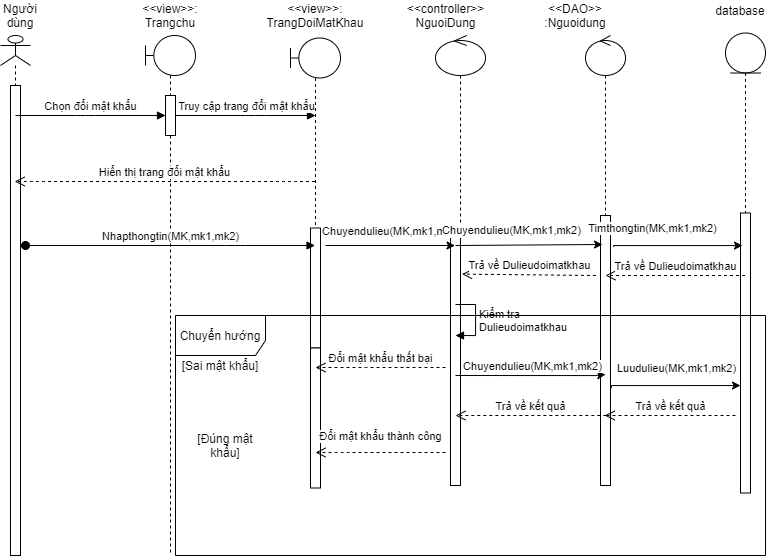 Người
dùng
<<view>>:
Trangchu
<<view>>:
TrangDoiMatKhau
<<controller>>
NguoiDung
<<DAO>>
:Nguoidung
database
Chọn đổi mật khẩu
Truy cập trang đổi mật khẩu
Hiển thị trang đổi mật khẩu
Nhapthongtin(MK,mk1,mk2)
Chuyendulieu(MK,mk1,
Chuyendulieu(MK,mk1,mk2)
Timthongtin(MK,mk1,mk2)
Trả về Dulieudoimatkhau
Trả về Dulieudoimatkhau
Kiểm tra
Dulieudoimatkhau
Chuyển hướng
[Sai mật khẩu]
Đổi mật khẩu thất bại
Chuyendulieu(MK,mk1,mk2)
Luudulieu(MK,mk1,mk2)
Trả về kết quả
Trả về kết quả
[Đúng mật
khẩu]
Đổi mật khẩu thành công